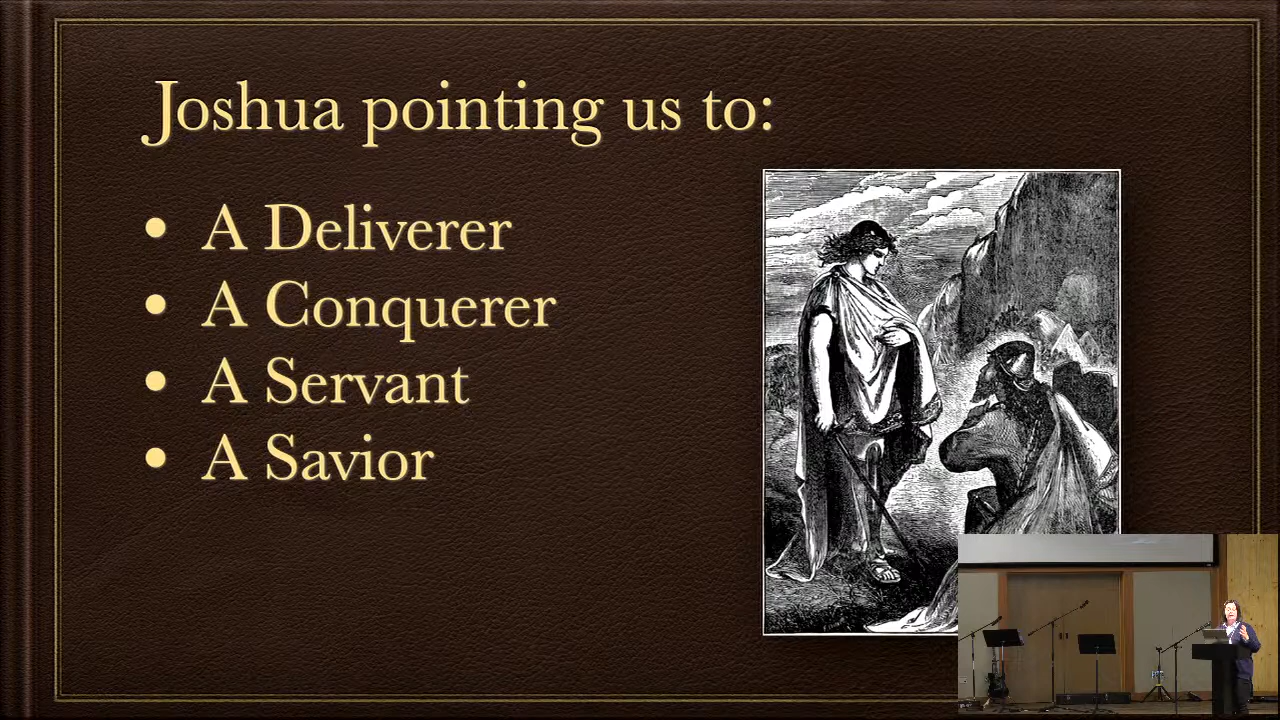 Joshua pointing us to:
• A Deliverer
• A Conquerer
• A Servant
• A Savior